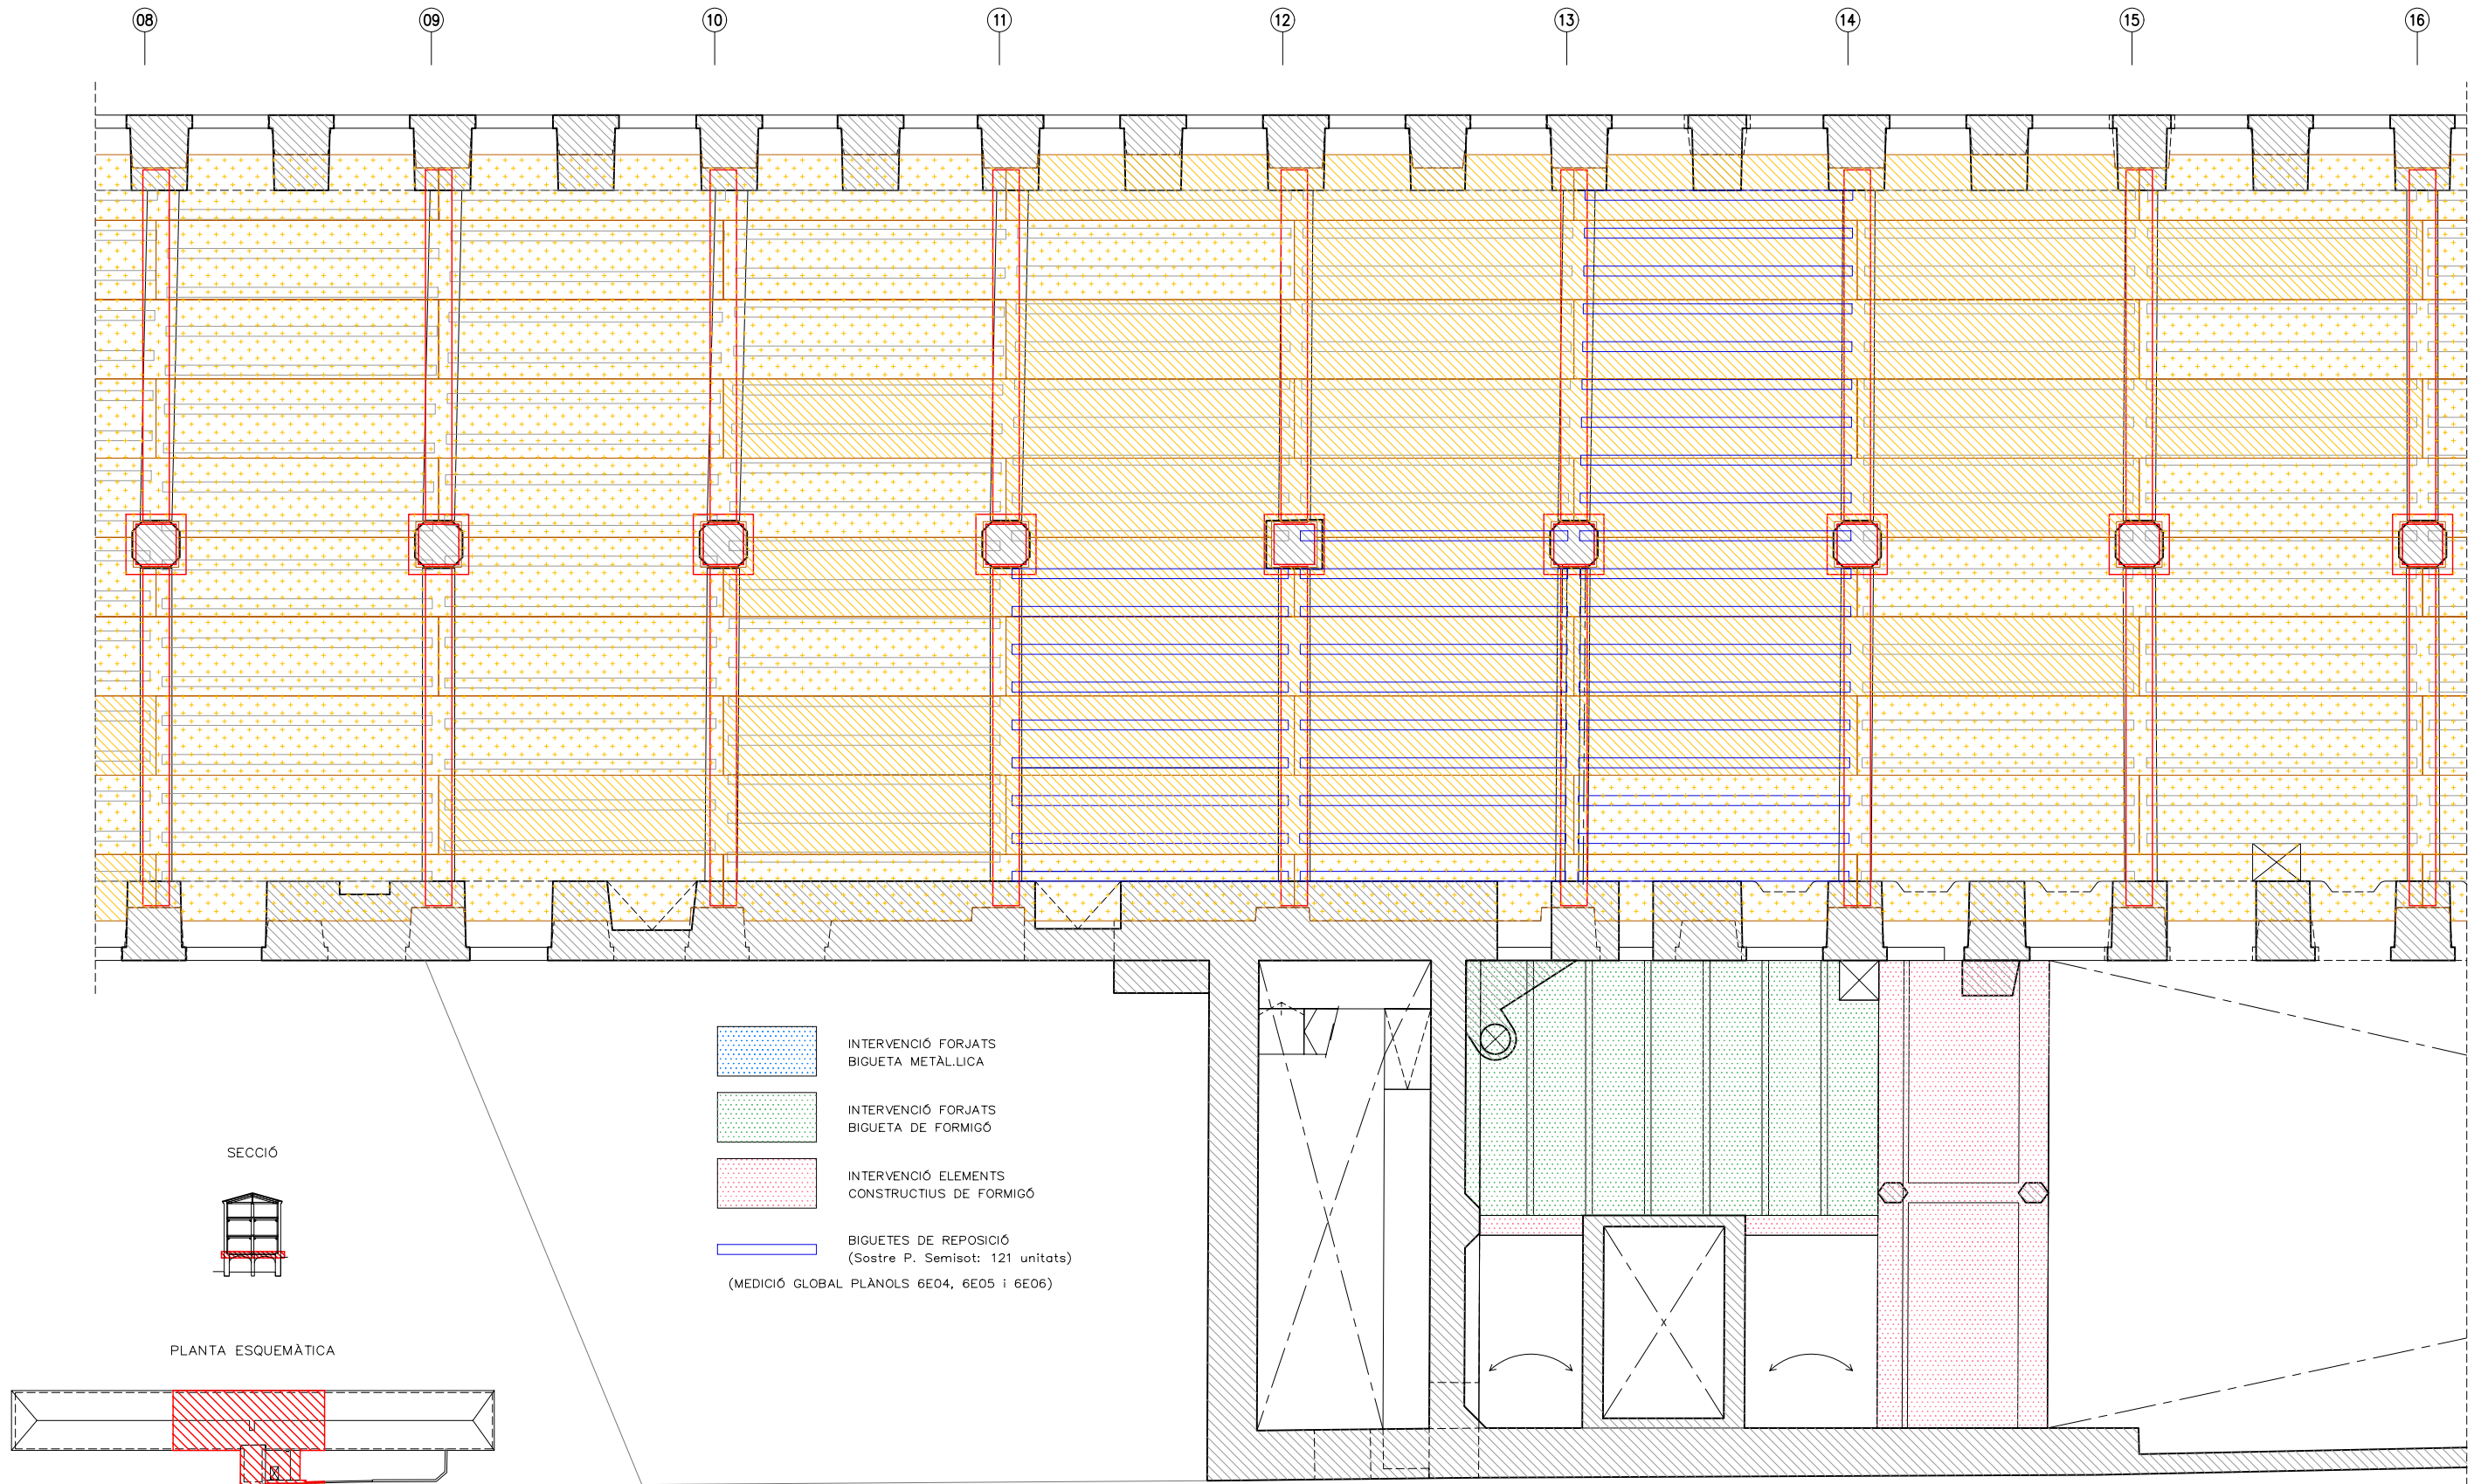 08 09 10 11 12 13 14 15 16
INTERVENCIÓ FORJATS
BIGUETA METÀL.LICA
INTERVENCIÓ FORJATS
BIGUETA DE FORMIGÓ
INTERVENCIÓ ELEMENTS
CONSTRUCTIUS DE FORMIGÓ
BIGUETES DE REPOSICIÓ
(Sostre P. Semisot: 121 unitats)
(MEDICIÓ GLOBAL PLÀNOLS 6E04, 6E05 i 6E06)
SECCIÓ
PLANTA ESQUEMÀTICA